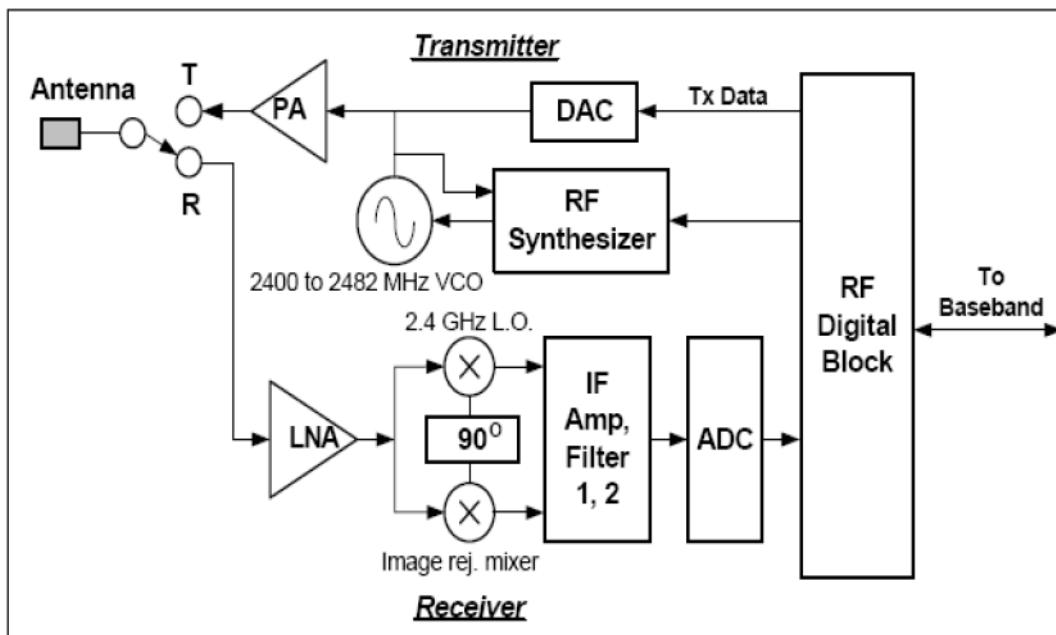 Transmitter
Antenna
T
PA
DAC
Tx Data
R
RF
Synthesizer
2400 to 2482 MHz VCO
RF
Digital
Block
To
Baseband
2.4 GHz L.O.
LNA
90°
IF
Amp,
Filter
1, 2
ADC
Image rej. mixer
Receiver